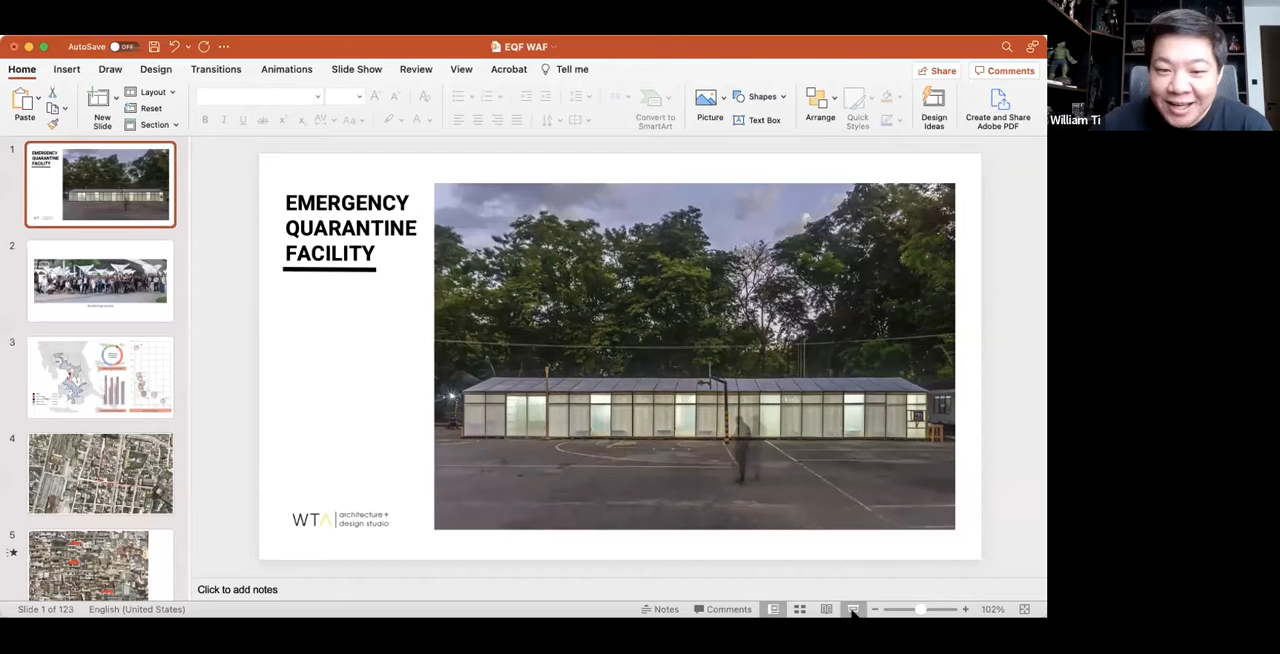 AutoSave OFF
EQF WAF
Home Insert Draw Design Transitions Animations Slide Show Review View Acrobat Tell me
Share Comments
Paste
New Slide
Layout
Reset
Section
Convert to SmartArt
Picture
Shapes
Text Box
Arrange
Quick Styles
Design Ideas
Create and Share Adobe PDF
William Ti
1
EMERGENCY
QUARANTINE
FACILITY
2
3
4
5
EMERGENCY
QUARANTINE
FACILITY
WTA architecture +
design studio
Click to add notes
Slide 1 of 123 English (United States) Notes Comments 102%